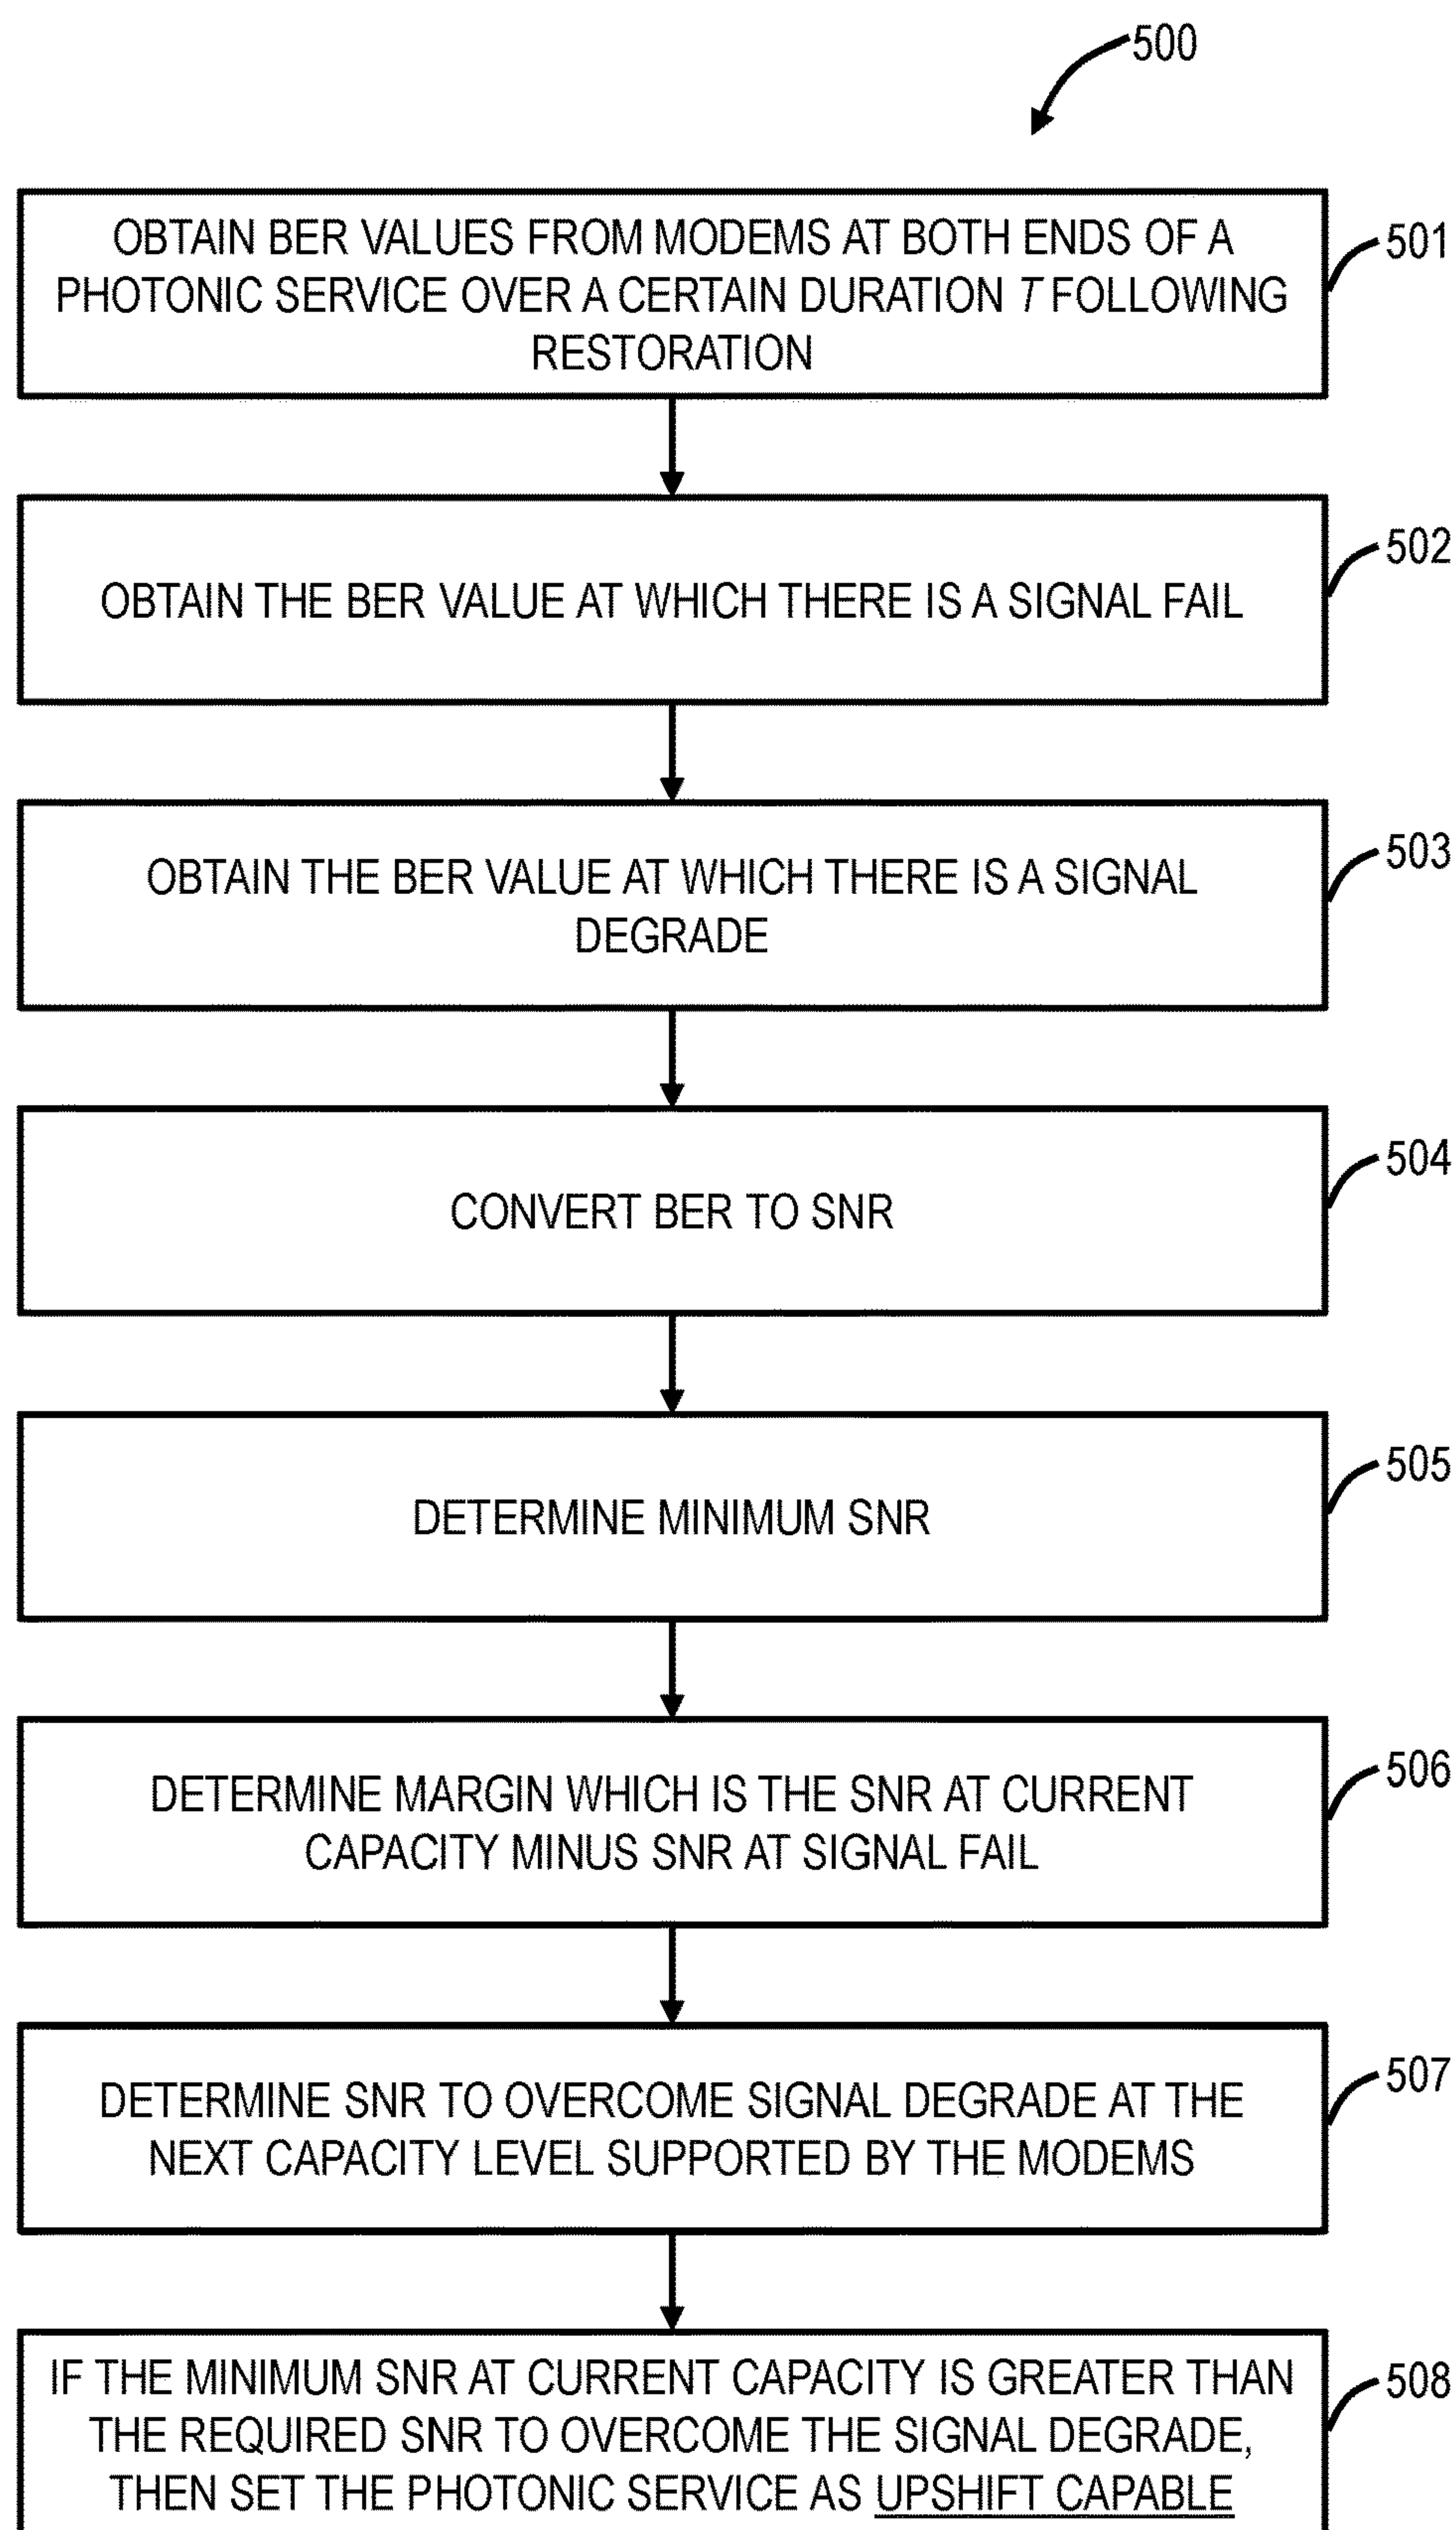 500
OBTAIN BER VALUES FROM MODEMS AT BOTH ENDS OF A
PHOTONIC SERVICE OVER A CERTAIN DURATION T FOLLOWING
RESTORATION
501
OBTAIN THE BER VALUE AT WHICH THERE IS A SIGNAL FAIL
502
OBTAIN THE BER VALUE AT WHICH THERE IS A SIGNAL
DEGRADE
503
CONVERT BER TO SNR
504
DETERMINE MINIMUM SNR
505
DETERMINE MARGIN WHICH IS THE SNR AT CURRENT
CAPACITY MINUS SNR AT SIGNAL FAIL
506
DETERMINE SNR TO OVERCOME SIGNAL DEGRADE AT THE
NEXT CAPACITY LEVEL SUPPORTED BY THE MODEMS
507
IF THE MINIMUM SNR AT CURRENT CAPACITY IS GREATER THAN
THE REQUIRED SNR TO OVERCOME THE SIGNAL DEGRADE,
THEN SET THE PHOTONIC SERVICE AS UPSHIFT CAPABLE
508